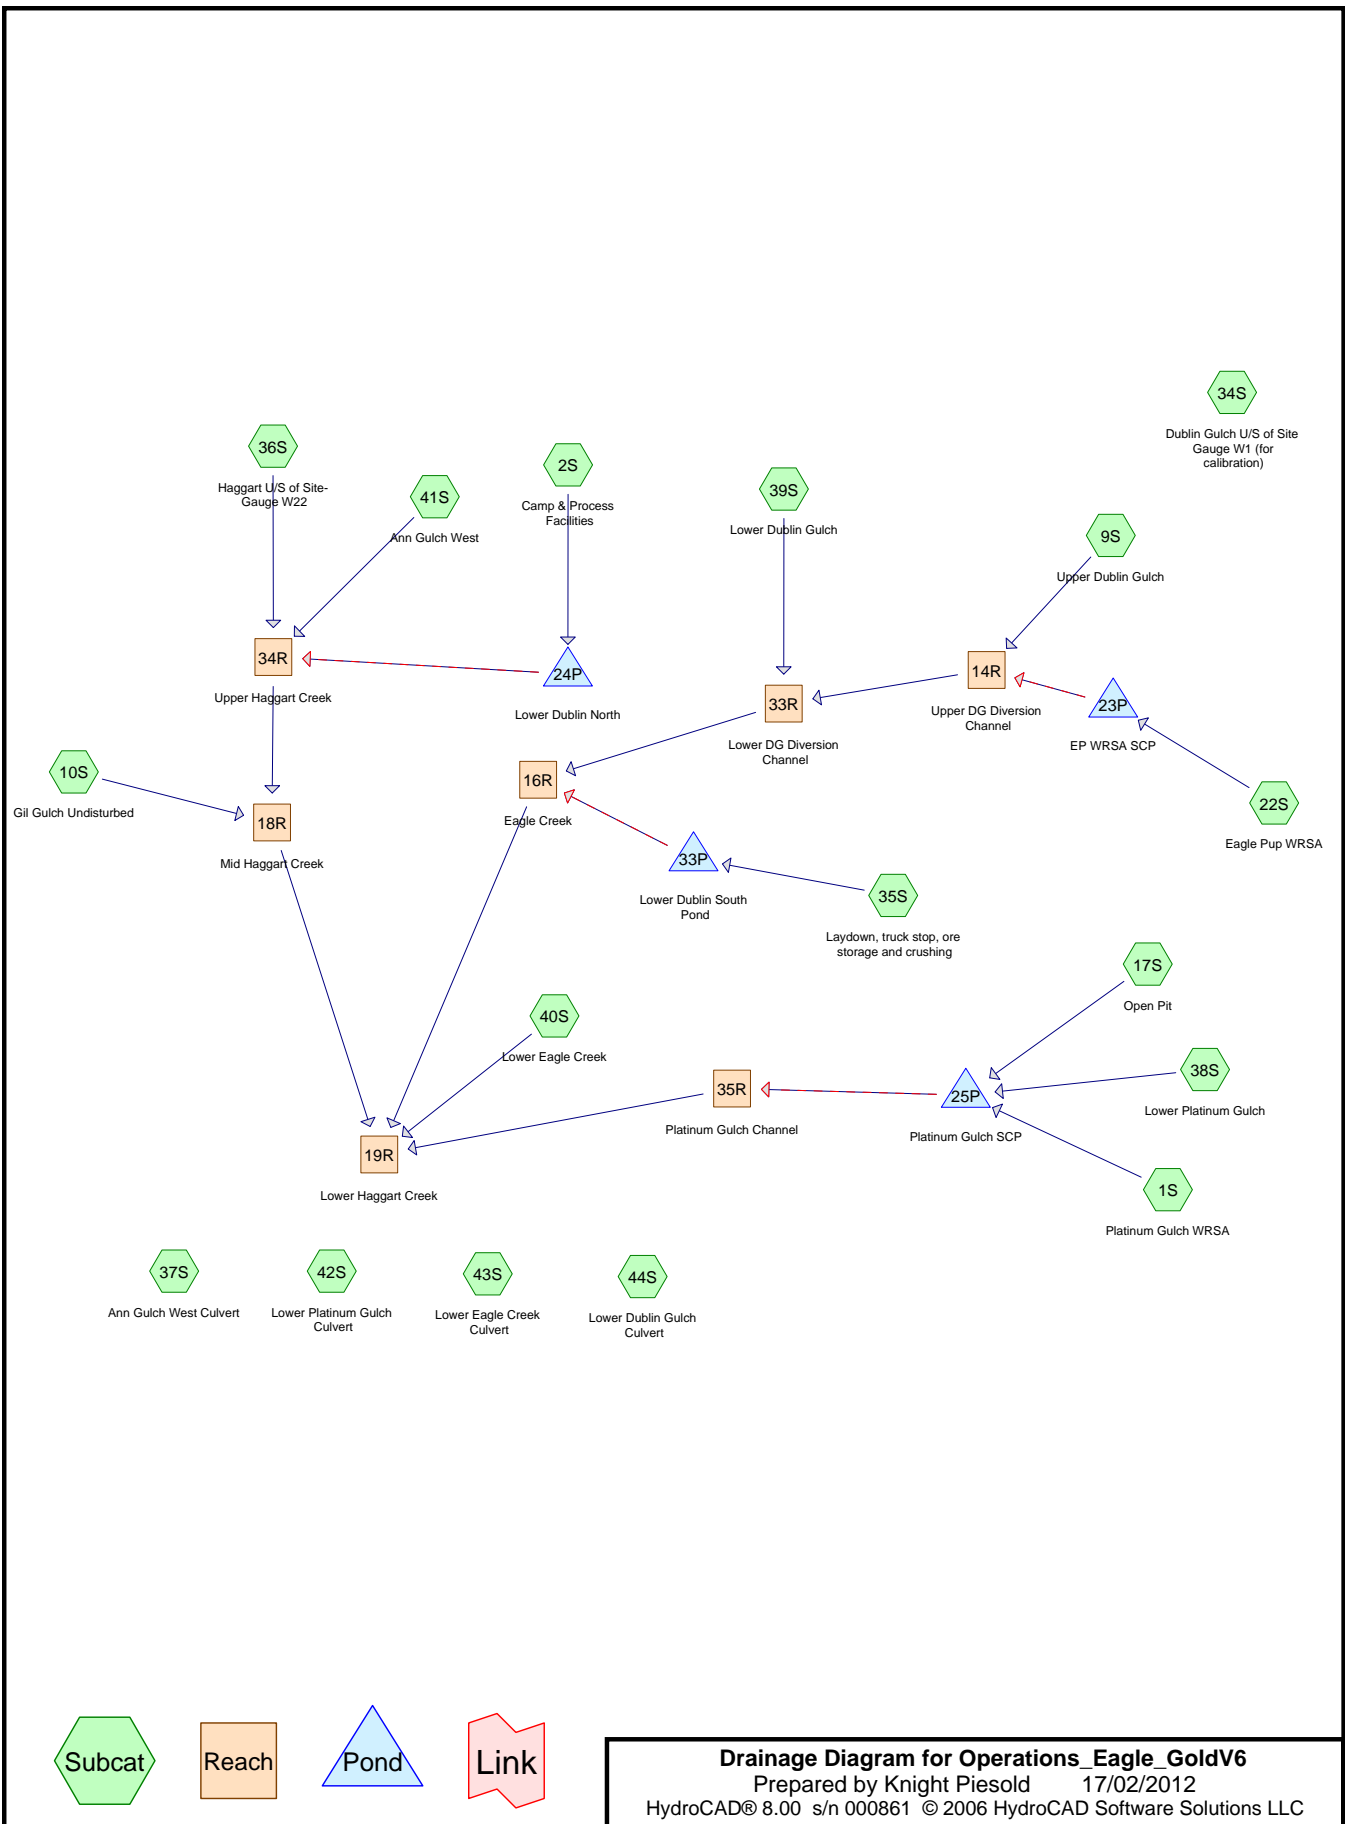 34S
Dublin Gulch U/S of Site
Gauge W1 (for
calibration)
36S
Haggart U/S of Site-
Gauge W22
41S
Ann Gulch West
2S
Camp & Process
Facilities
39S
Lower Dublin Gulch
9S
Upper Dublin Gulch
34R
Upper Haggart Creek
24P
Lower Dublin North
33R
Lower DG Diversion
Channel
14R
Upper DG Diversion
Channel
23P
EP WRSA SCP
10S
Gil Gulch Undisturbed
18R
Mid Haggart Creek
16R
Eagle Creek
22S
Eagle Pup WRSA
33P
Lower Dublin South
Pond
35S
Laydown, truck stop, ore
storage and crushing
17S
Open Pit
40S
Lower Eagle Creek
35R
Platinum Gulch Channel
25P
Platinum Gulch SCP
38S
Lower Platinum Gulch
19R
Lower Haggart Creek
1S
Platinum Gulch WRSA
37S
Ann Gulch West Culvert
42S
Lower Platinum Gulch
Culvert
43S
Lower Eagle Creek
Culvert
44S
Lower Dublin Gulch
Culvert
Subcat
Reach
Pond
Link
Drainage Diagram for Operations_Eagle_GoldV6
Prepared by Knight Piesold 17/02/2012
HydroCAD® 8.00 s/n 000861 © 2006 HydroCAD Software Solutions LLC